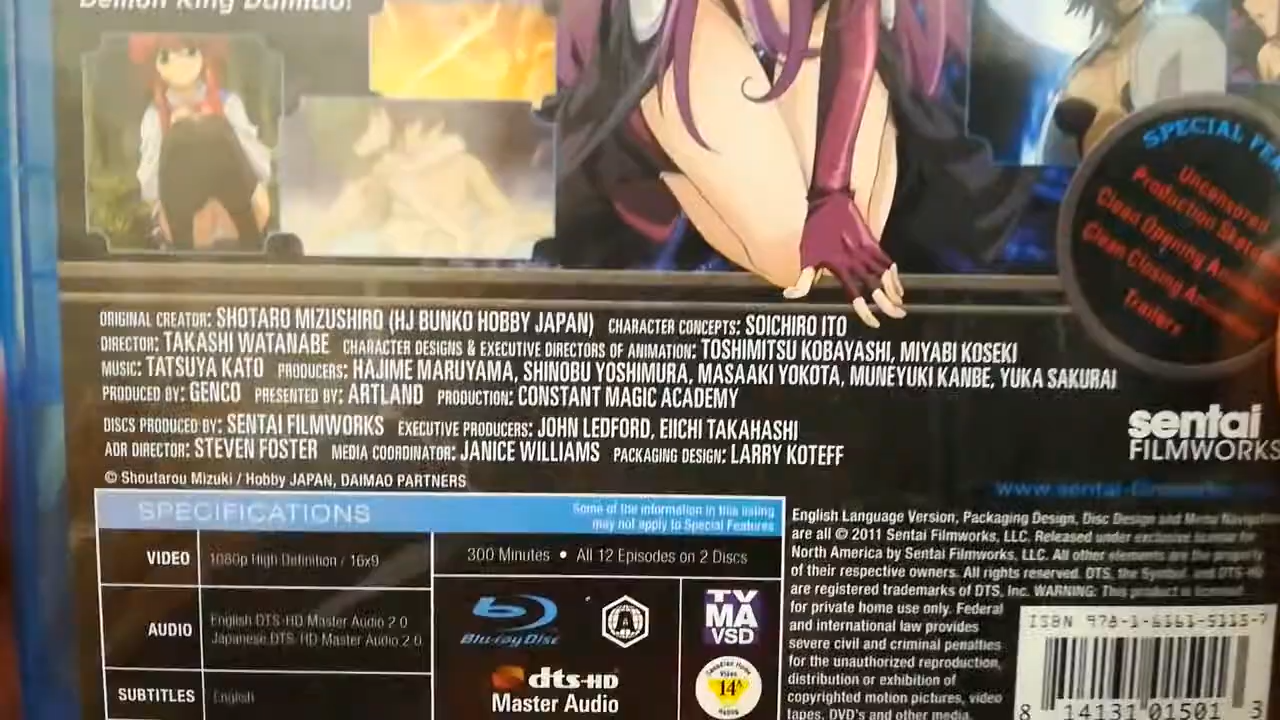 Demon King Daimao!
SPECIAL
Uncensored
Production
Clean Opening
Clean Closing
Trailers
ORIGINAL CREATOR: SHOTARO MIZUSHIRO (HJ BUNKO HOBBY JAPAN) CHARACTER CONCEPTS: SOICHIRO ITO
DIRECTOR: TAKASHI WATANABE CHARACTER DESIGNS & EXECUTIVE DIRECTORS OF ANIMATION: TOSHIMITSU KOBAYASHI, MIYABI KOSEKI
MUSIC: TATSUYA KATO PRODUCERS: HAJIME MARUYAMA, SHINOBU YOSHIMURA, MASAAKI YOKOTA, MUNEYUKI KANBE, YUKA SAKURAI
PRODUCED BY: GENCO PRESENTED BY: ARTLAND PRODUCTION: CONSTANT MAGIC ACADEMY
DISCS PRODUCED BY: SENTAI FILMWORKS EXECUTIVE PRODUCERS: JOHN LEDFORD, EIICHI TAKAHASHI
ADR DIRECTOR: STEVEN FOSTER MEDIA COORDINATOR: JANICE WILLIAMS PACKAGING DESIGN: LARRY KOTEFF
© Shoutarou Mizuki / Hobby JAPAN, DAIMAO PARTNERS
sentai
FILMWORKS
SPECIFICATIONS
Some of the information in this listing
may not apply to Special Features
VIDEO
1080p High Definition / 16x9
300 Minutes • All 12 Episodes on 2 Discs
AUDIO
English DTS-HD Master Audio 2.0
Japanese DTS-HD Master Audio 2.0
SUBTITLES
English
Blu-ray Disc
A
dts-HD
Master Audio
TV
MA
VSD
Canadian Home
Video
14A
English Language Version, Packaging Design, Disc Design and Menu
are all © 2011 Sentai Filmworks, LLC. Released under exclusive license for
North America by Sentai Filmworks, LLC. All other elements are the property
of their respective owners. All rights reserved. DTS, the Symbol, and DTS-HD
are registered trademarks of DTS, Inc. WARNING: This product is licensed
for private home use only. Federal
and international law provides
severe civil and criminal penalties
for the unauthorized reproduction,
distribution or exhibition of
copyrighted motion pictures, video
tapes, DVD's and other media.
ISBN 978-1-6161-5115-7
8 14131 01501 3